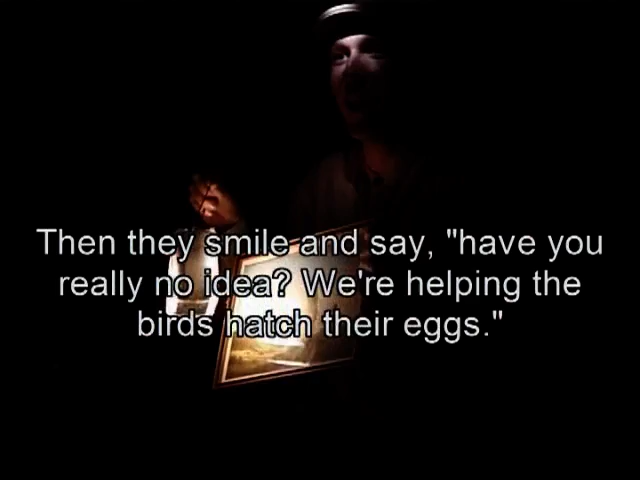 Then they smile and say, "have you
really no idea? We're helping the
birds hatch their eggs."